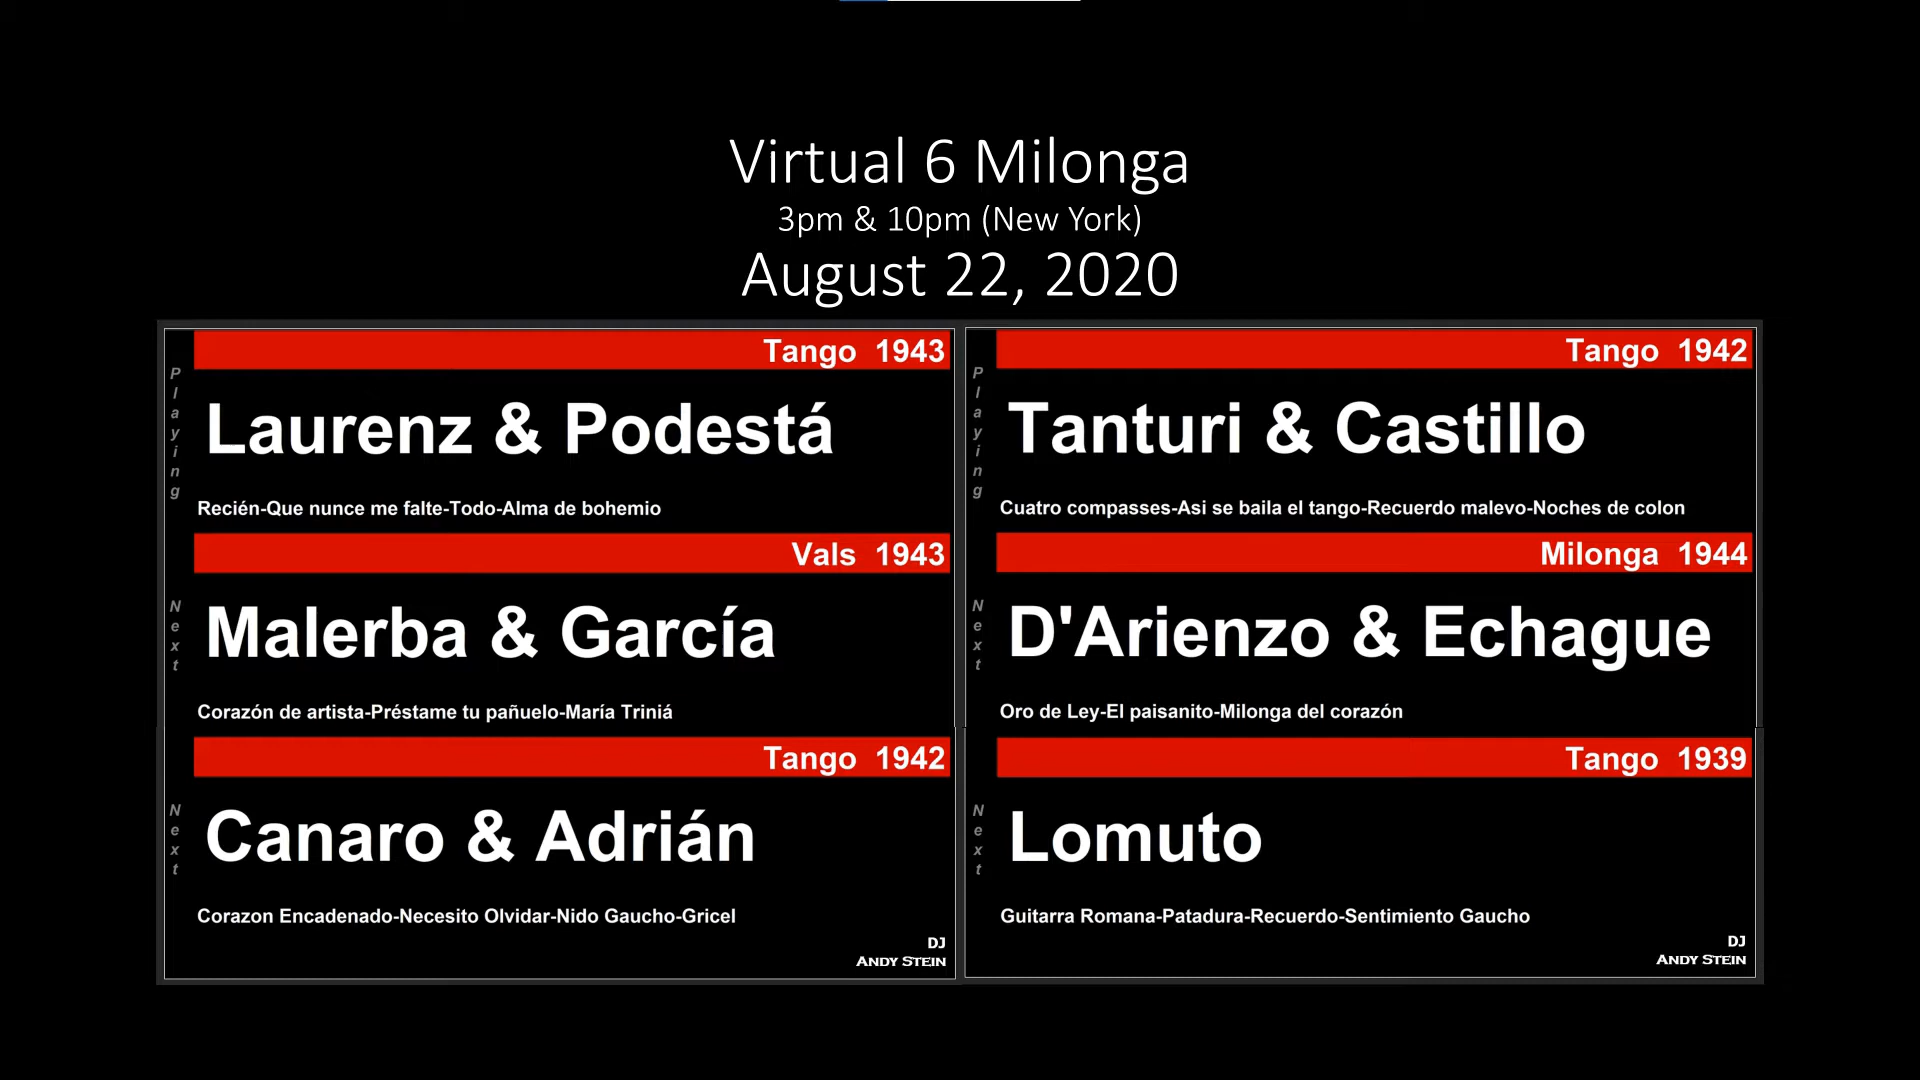 Virtual 6 Milonga
3pm & 10pm (New York)
August 22, 2020
Tango 1943
Playing
Laurenz & Podestá
Recién-Que nunce me falte-Todo-Alma de bohemio
Vals 1943
Next
Malerba & García
Corazón de artista-Préstame tu pañuelo-María Triniá
Tango 1942
Next
Canaro & Adrián
Corazon Encadenado-Necesito Olvidar-Nido Gaucho-Gricel
DJ
Andy Stein
Tango 1942
Playing
Tanturi & Castillo
Cuatro compasses-Asi se baila el tango-Recuerdo malevo-Noches de colon
Milonga 1944
Next
D'Arienzo & Echague
Oro de Ley-El paisanito-Milonga del corazón
Tango 1939
Next
Lomuto
Guitarra Romana-Patadura-Recuerdo-Sentimiento Gaucho
DJ
Andy Stein